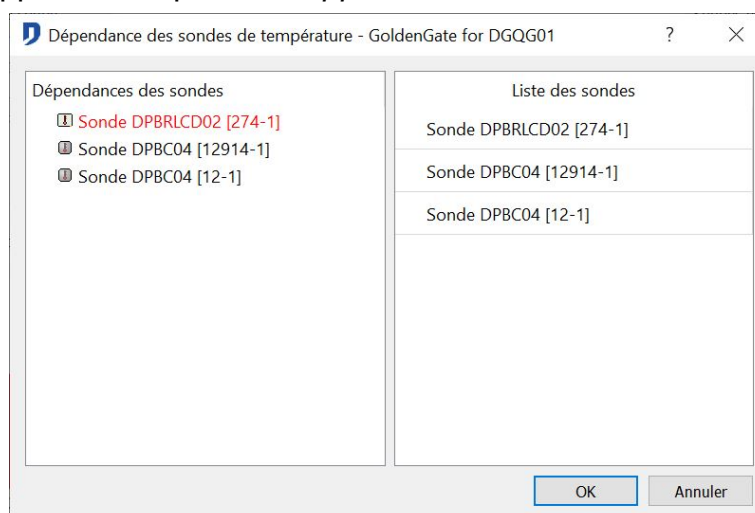 Dépendance des sondes de température - GoldenGate for DGQG01
Dépendances des sondes
Sonde DPBRLCD02 [274-1]
Sonde DPBC04 [12914-1]
Sonde DPBC04 [12-1]
Liste des sondes
Sonde DPBRLCD02 [274-1]
Sonde DPBC04 [12914-1]
Sonde DPBC04 [12-1]
OK
Annuler